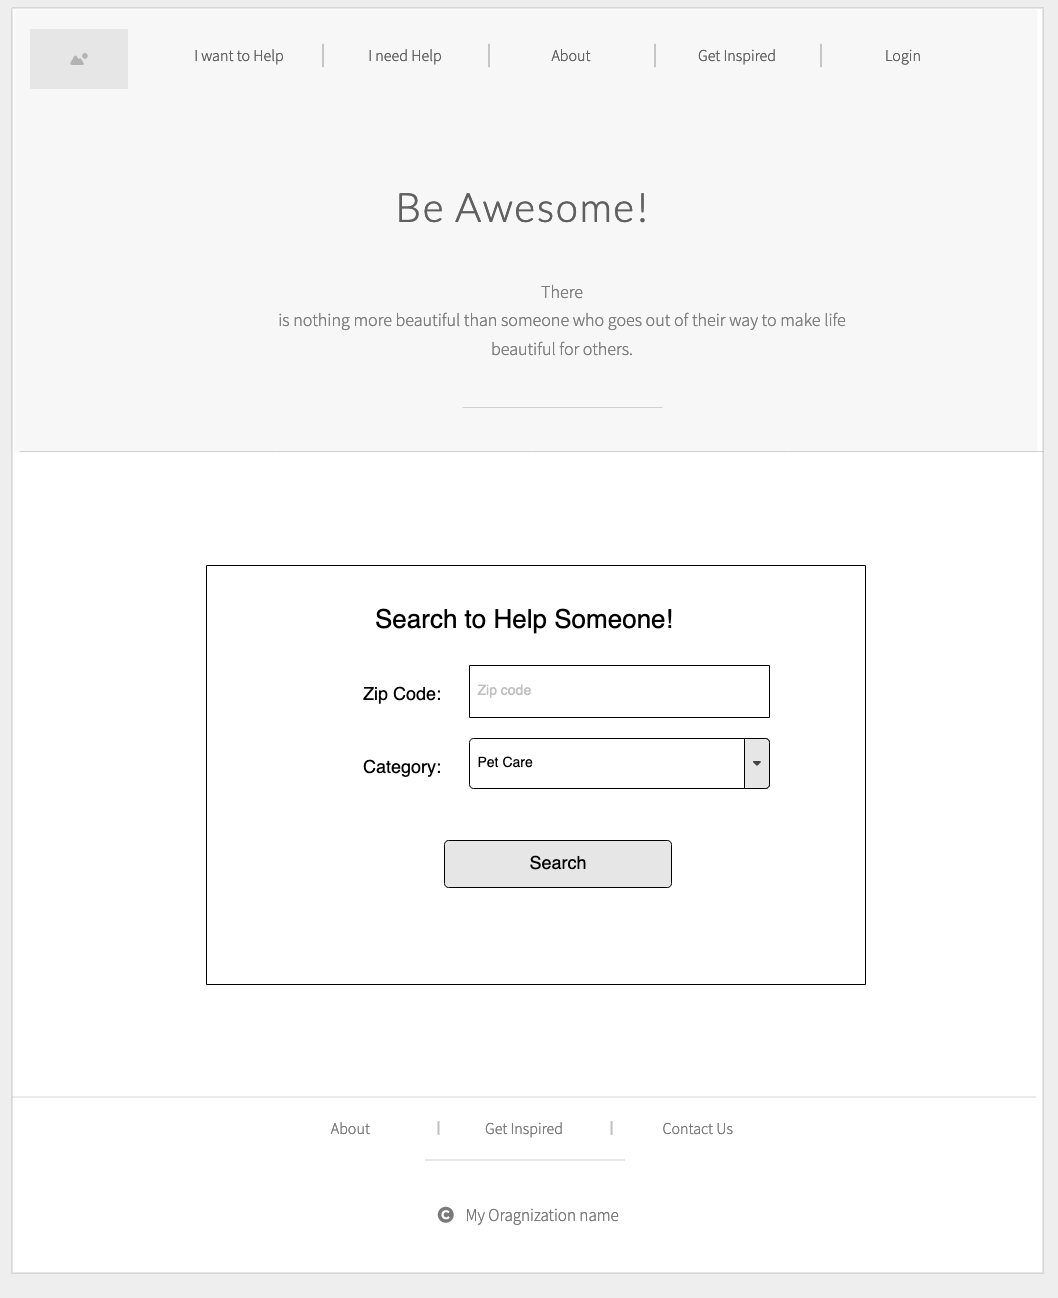 I want to Help | I need Help | About | Get Inspired | Login
Be Awesome!
There
is nothing more beautiful than someone who goes out of their way to make life
beautiful for others.
Search to Help Someone!
Zip Code: Zip code
Category: Pet Care
Search
About | Get Inspired | Contact Us
© My Oragnization name